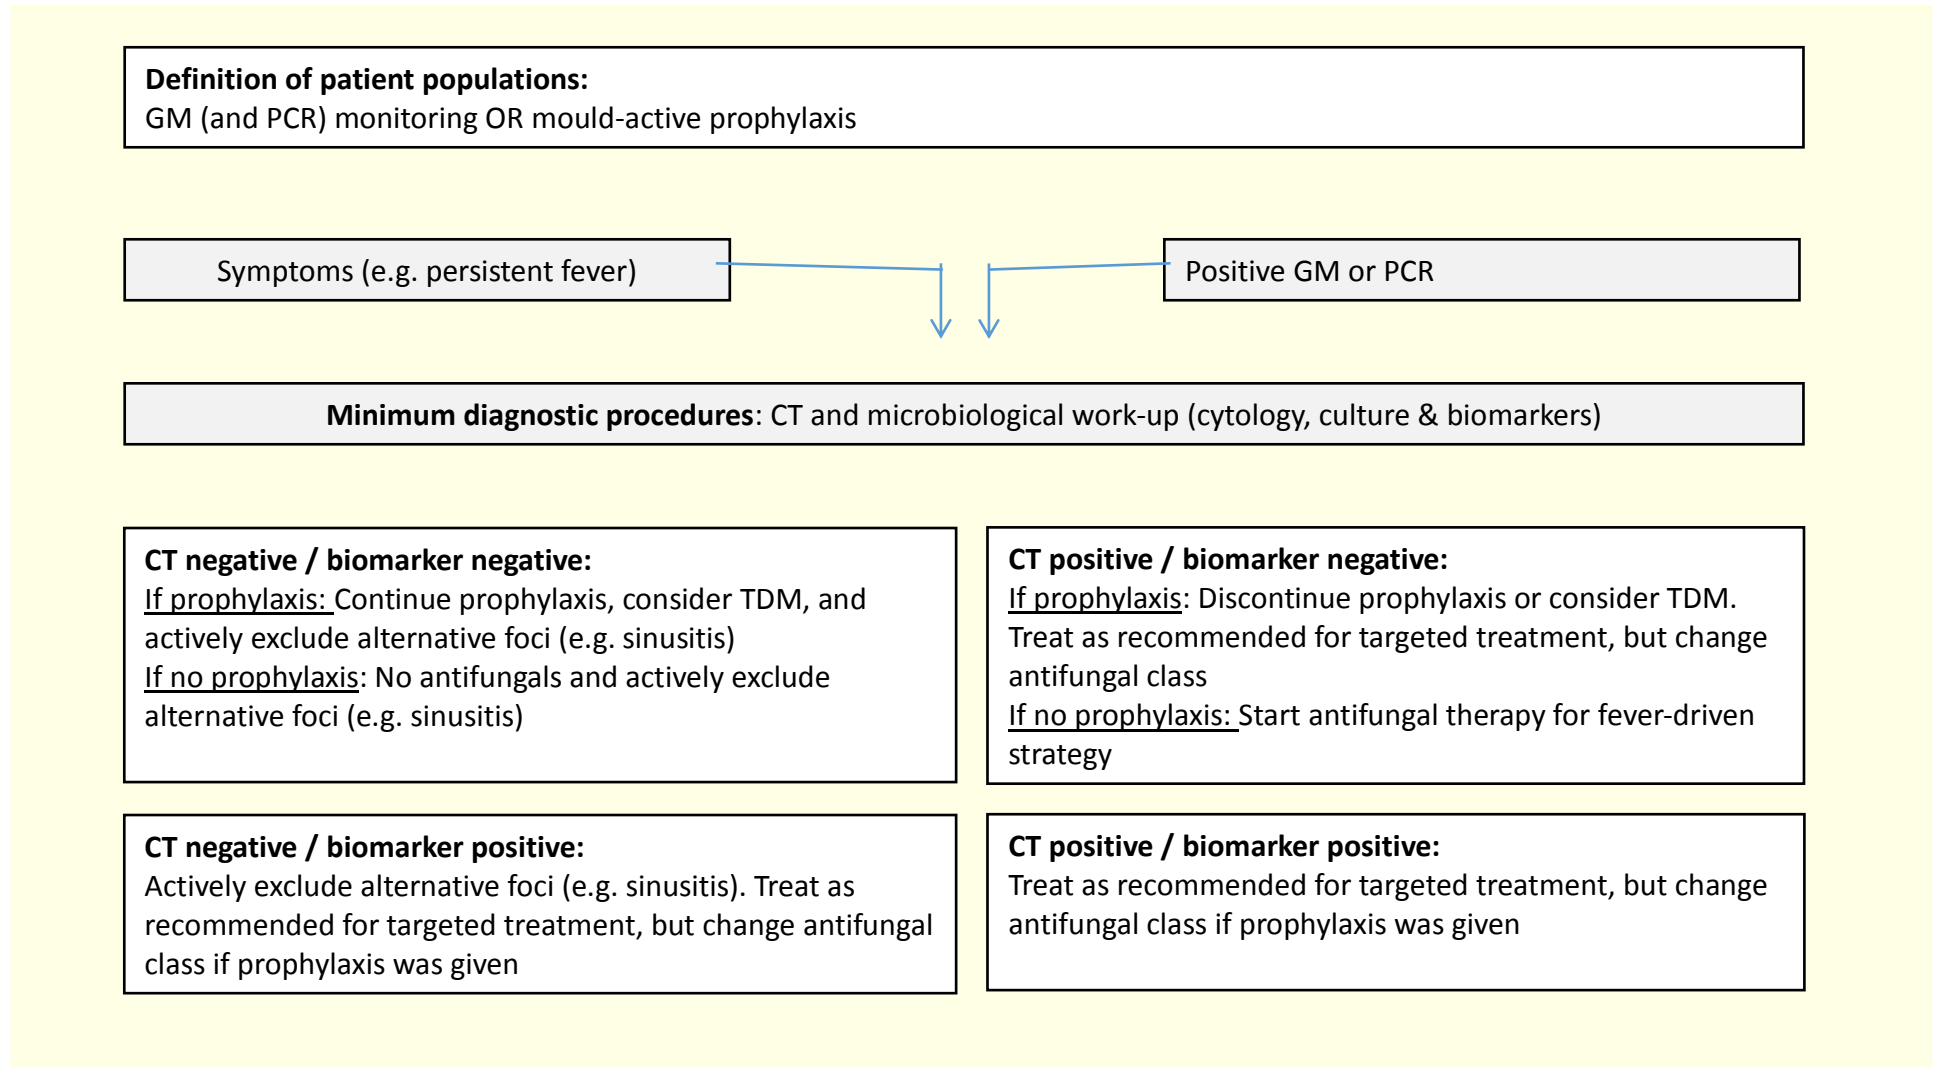 Definition of patient populations:
GM (and PCR) monitoring OR mould-active prophylaxis
Symptoms (e.g. persistent fever)
Positive GM or PCR
Minimum diagnostic procedures: CT and microbiological work-up (cytology, culture & biomarkers)
CT negative / biomarker negative:
If prophylaxis: Continue prophylaxis, consider TDM, and
actively exclude alternative foci (e.g. sinusitis)
If no prophylaxis: No antifungals and actively exclude
alternative foci (e.g. sinusitis)
CT positive / biomarker negative:
If prophylaxis: Discontinue prophylaxis or consider TDM.
Treat as recommended for targeted treatment, but change
antifungal class
If no prophylaxis: Start antifungal therapy for fever-driven
strategy
CT negative / biomarker positive:
Actively exclude alternative foci (e.g. sinusitis). Treat as
recommended for targeted treatment, but change antifungal
class if prophylaxis was given
CT positive / biomarker positive:
Treat as recommended for targeted treatment, but change
antifungal class if prophylaxis was given